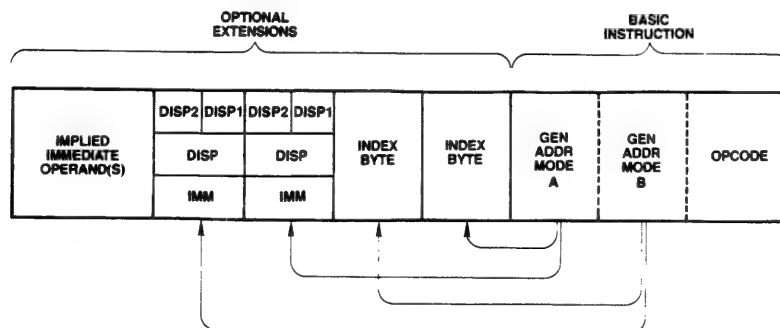 OPTIONAL
EXTENSIONS
BASIC
INSTRUCTION
IMPLIED
IMMEDIATE
OPERAND(S)
DISP2 DISP1 DISP2 DISP1
DISP DISP
IMM IMM
INDEX
BYTE
INDEX
BYTE
GEN
ADDR
MODE
A
GEN
ADDR
MODE
B
OPCODE